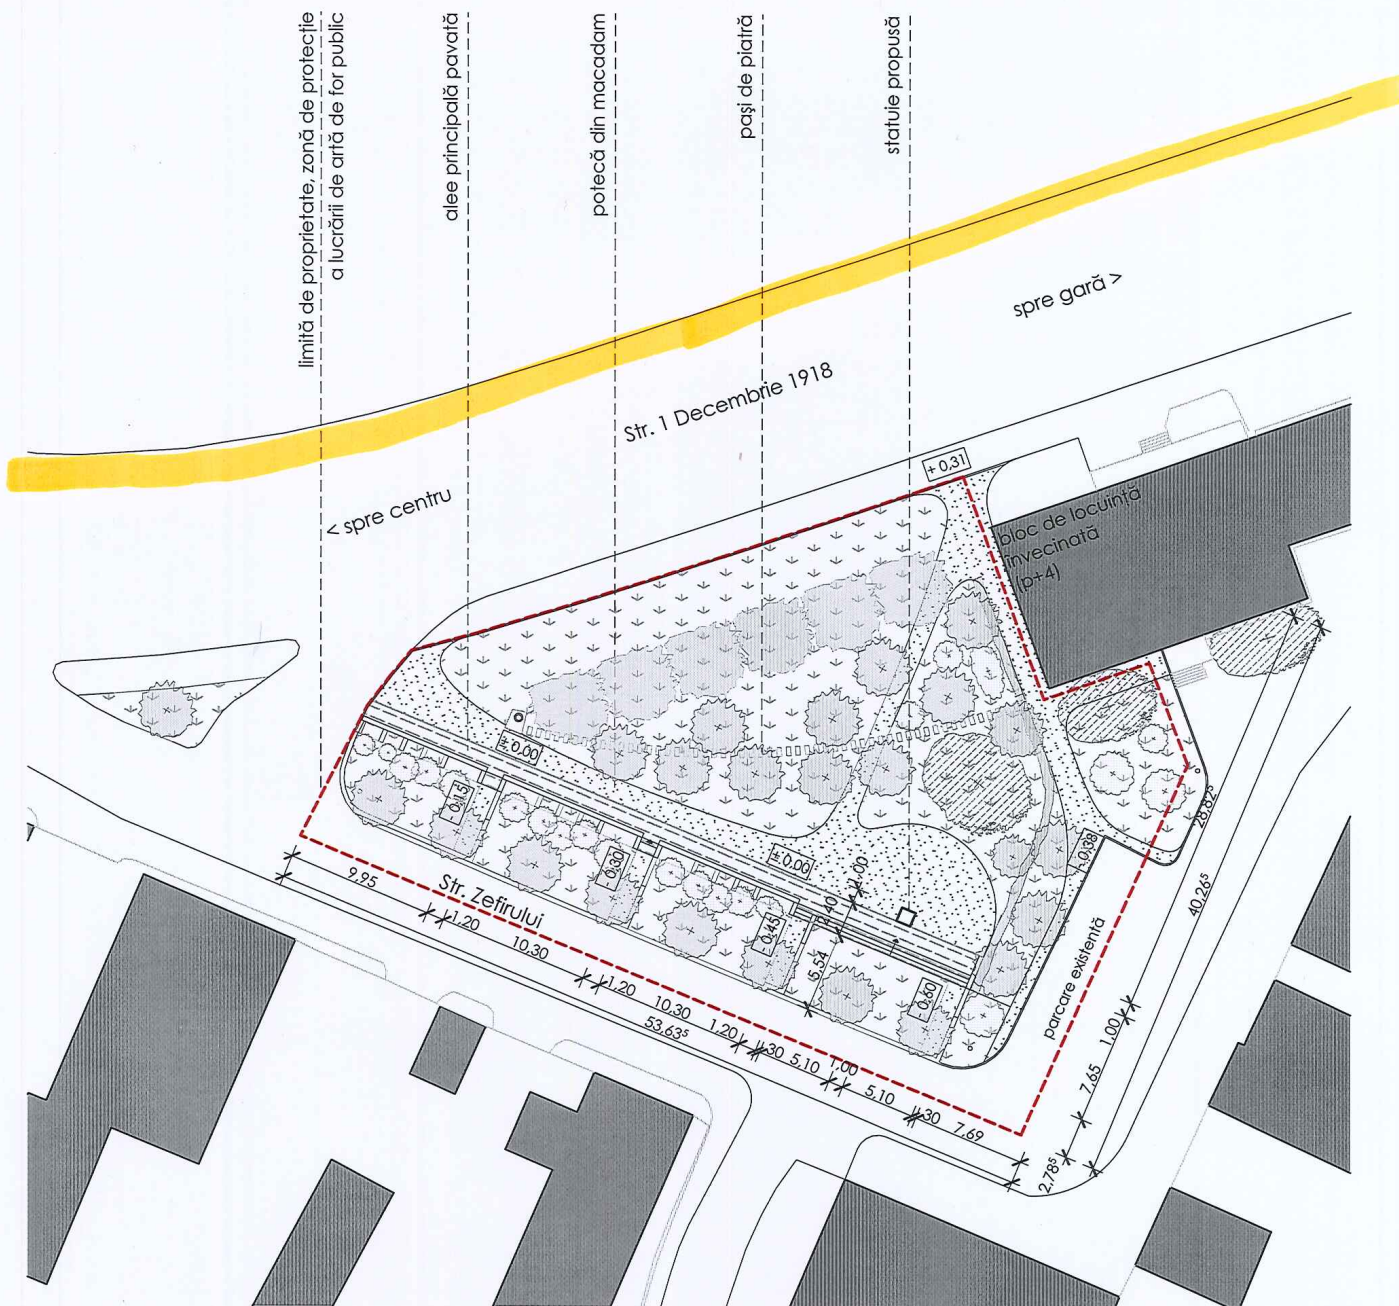 limită de proprietate, zonă de protecție
a lucrării de artă de for public
alee principală pavată
potecă din macadam
pași de piatră
statuie propusă
spre gară >
Str. 1 Decembrie 1918
< spre centru
+ 0,31
bloc de locuință
învecinată
(p+4)
± 0,00
- 0,15
- 0,30
± 0,00
- 0,45
- 0,60
- 0,38
1,00
2,40
5,54
Str. Zefirului
parcare existentă
9,95
1,20
10,30
1,20
10,30
1,20
30
5,10
1,00
5,10
30
7,69
53,63⁵
2,78⁵
7,65
1,00
28,82⁵
40,26⁵